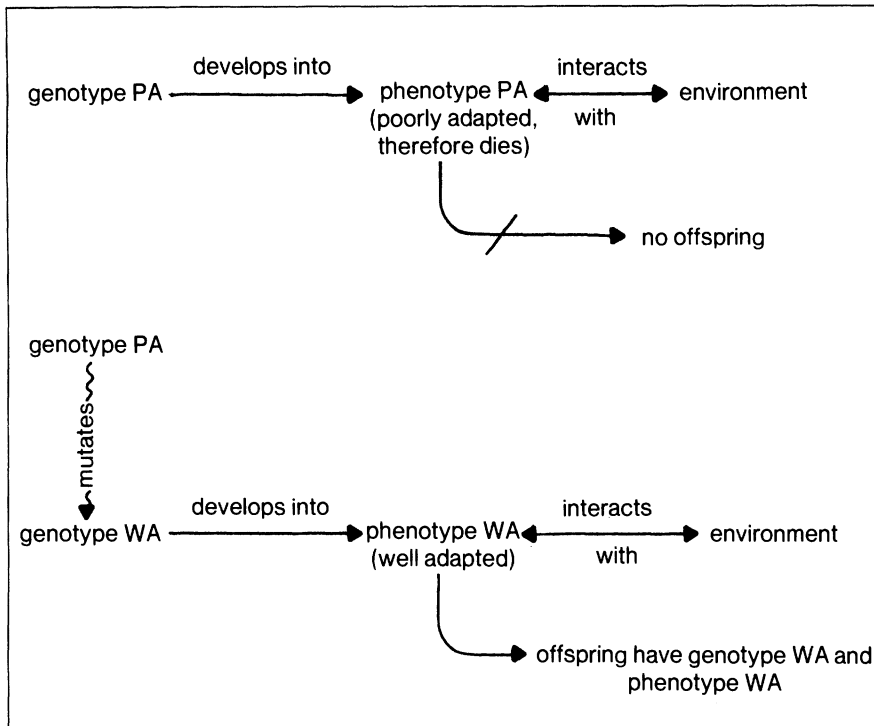 develops into
interacts
genotype PA
phenotype PA
environment
(poorly adapted,
with
therefore dies)
no offspring
genotype PA
mutates
develops into
interacts
genotype WA
phenotype WA
environment
(well adapted)
with
offspring have genotype WA and
phenotype WA